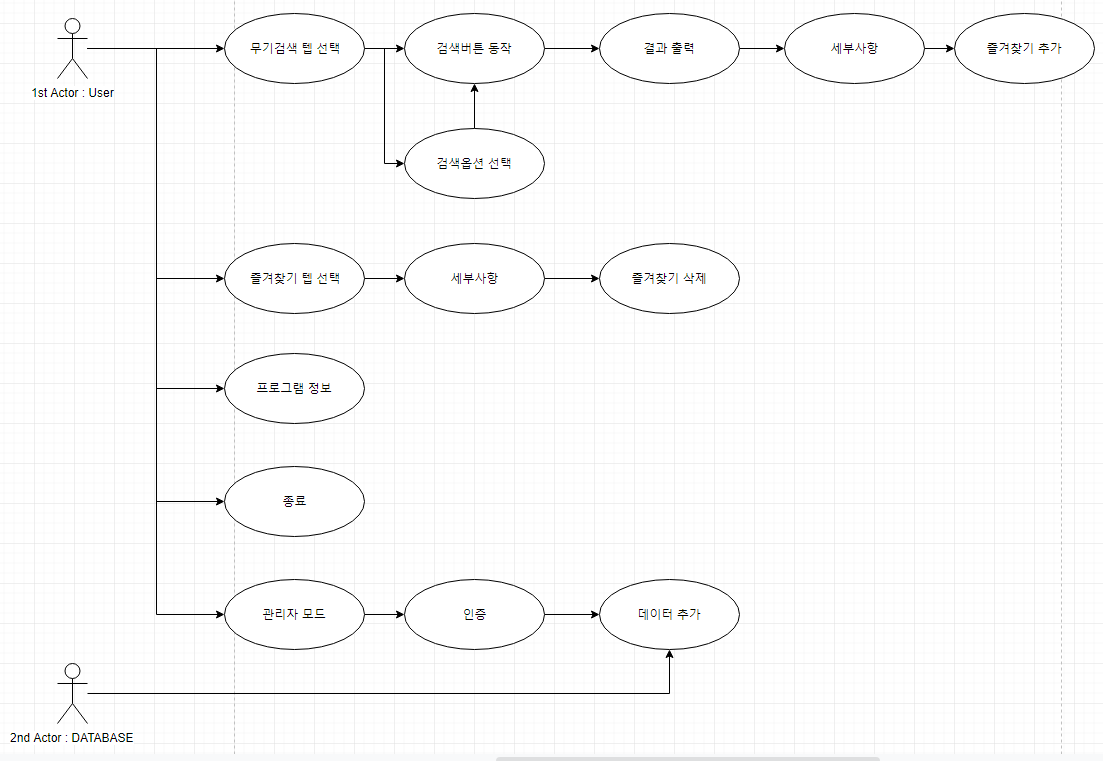 무기검색 텝 선택
검색버튼 동작
결과 출력
세부사항
즐겨찾기 추가
1st Actor : User
검색옵션 선택
즐겨찾기 텝 선택
세부사항
즐겨찾기 삭제
프로그램 정보
종료
관리자 모드
인증
데이터 추가
2nd Actor : DATABASE